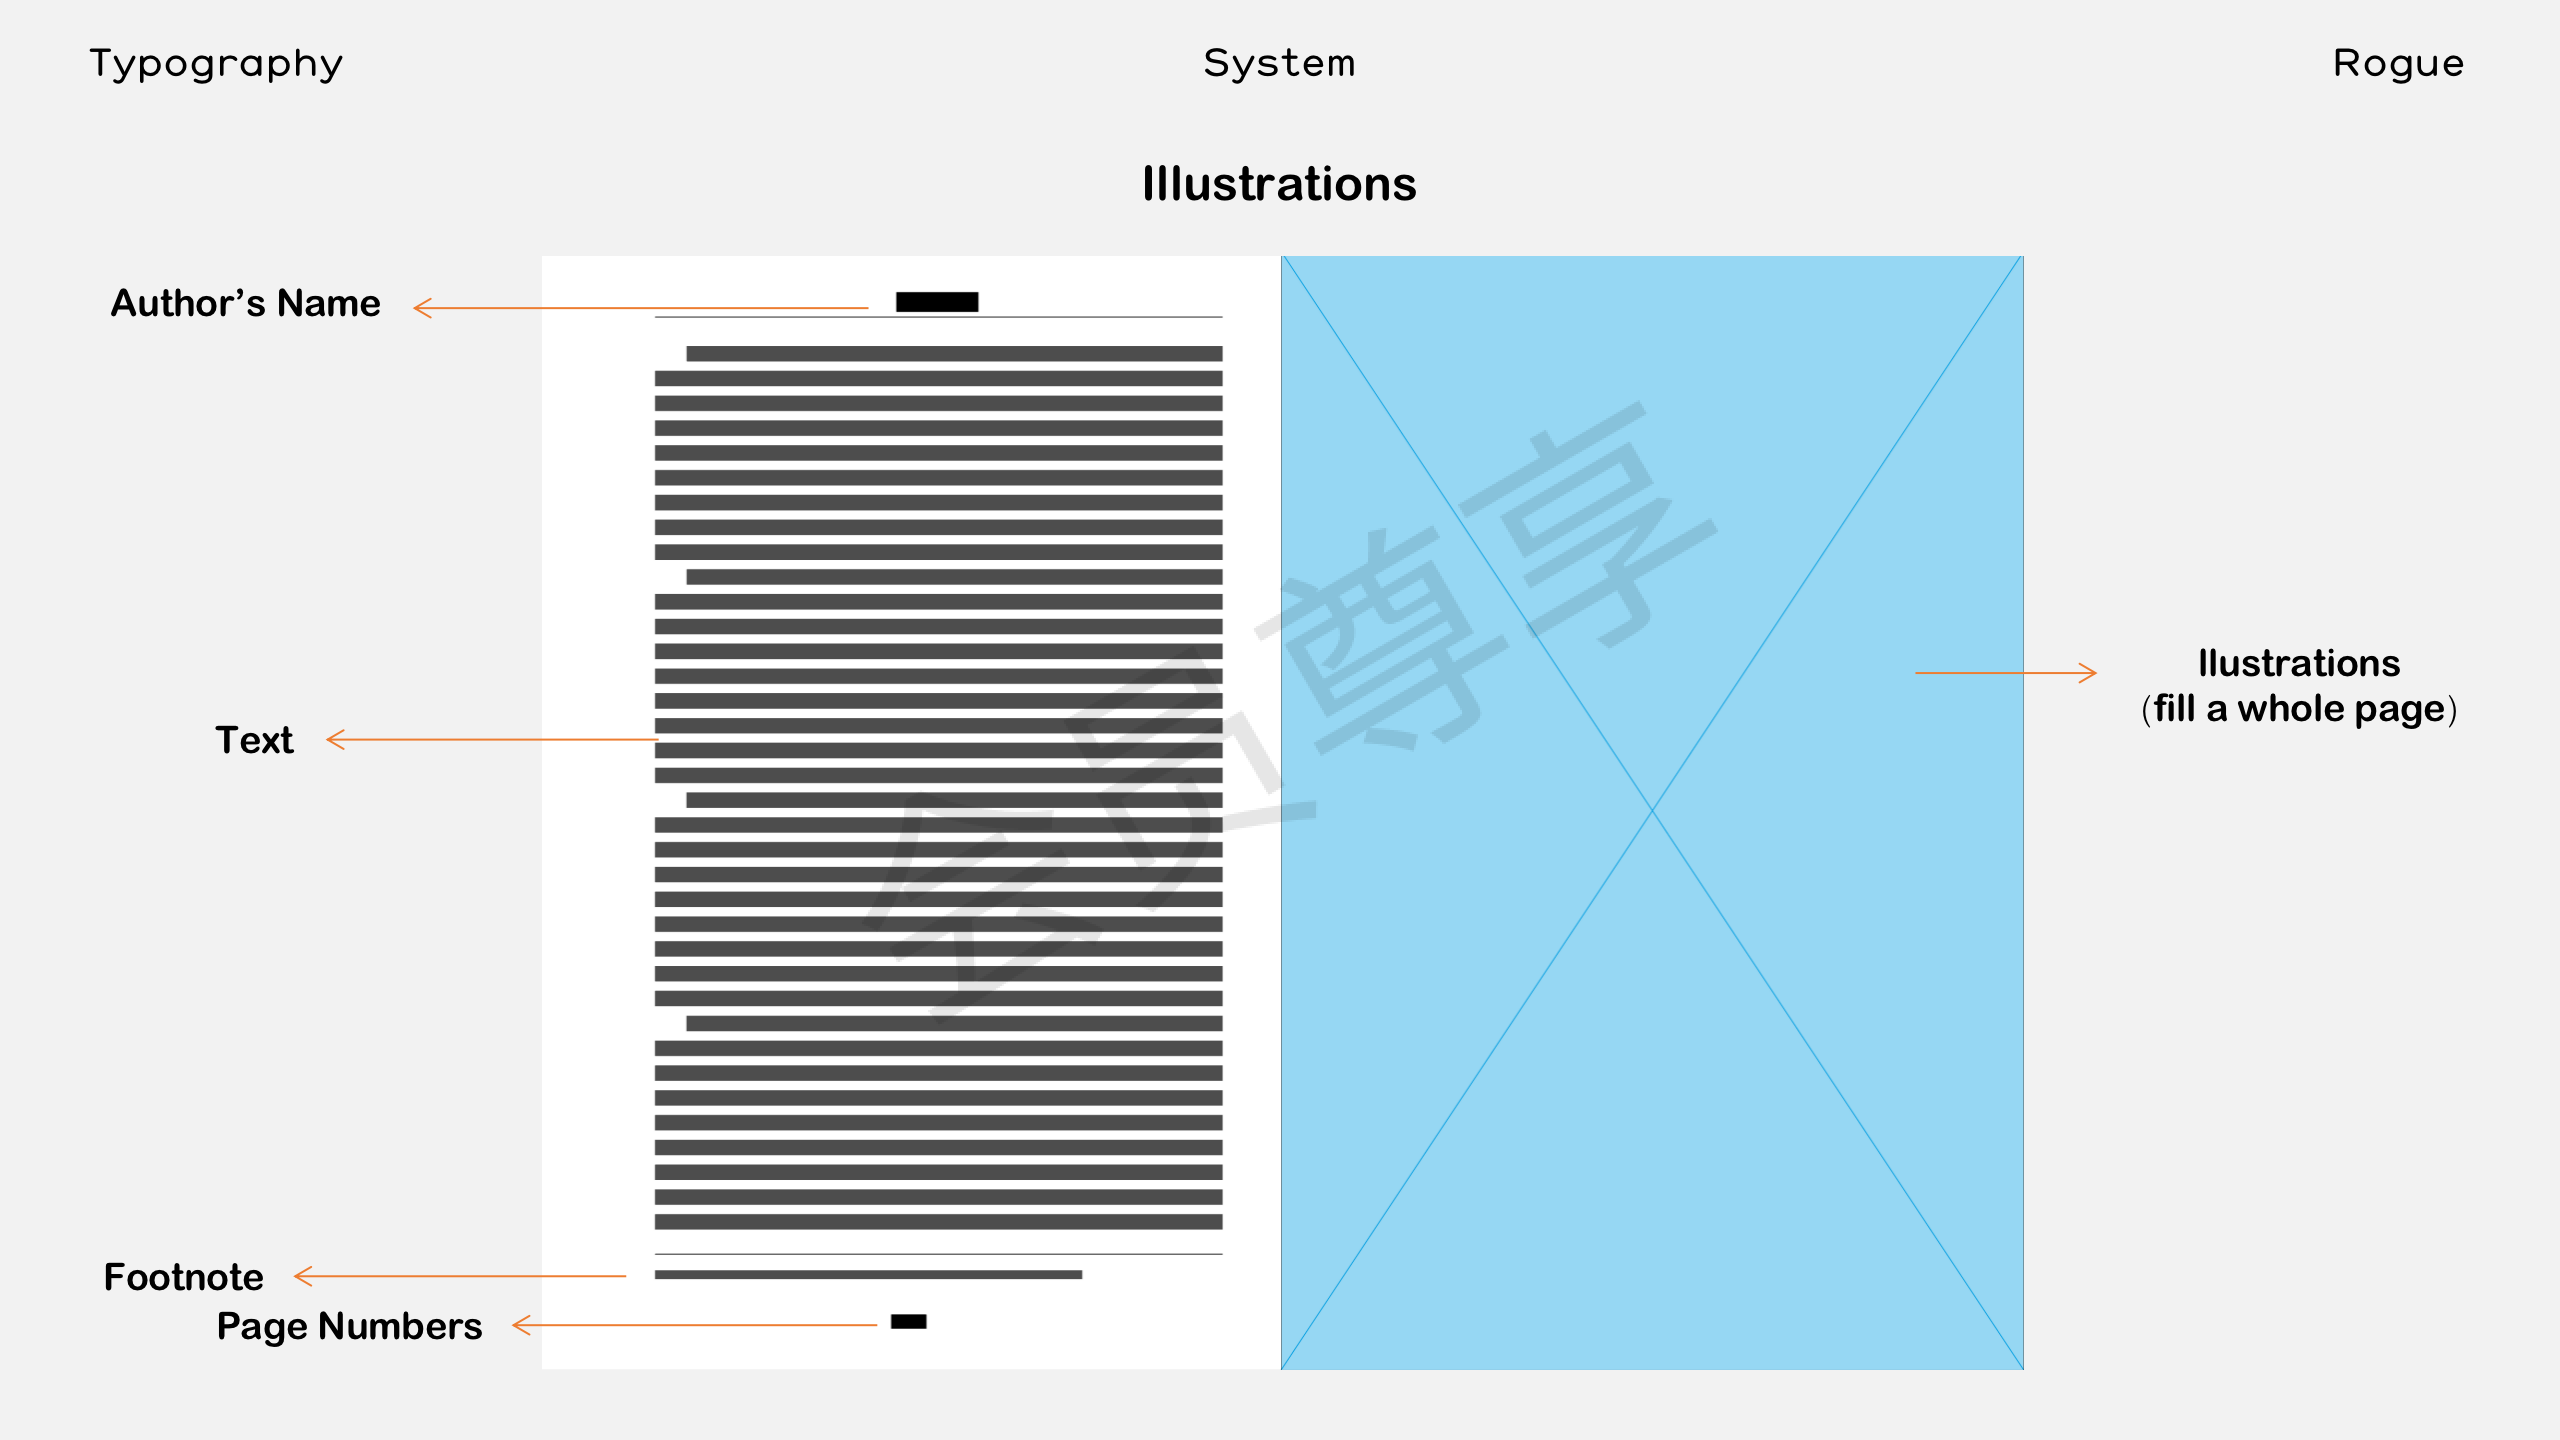 Typography
System
Rogue
Illustrations
Author’s Name
Text
Footnote
Page Numbers
Ilustrations
(fill a whole page)
会员尊享